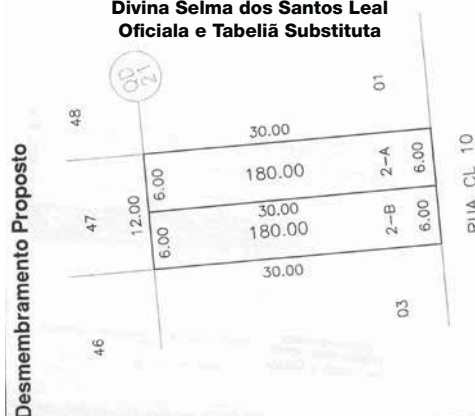 Divina Selma dos Santos Leal
Oficiala e Tabeliã Substituta
Desmembramento Proposto
QD
21
48
47
46
01
03
12.00
30.00
6.00
180.00
2-A
6.00
30.00
6.00
180.00
2-B
6.00
30.00
RUA CL 10